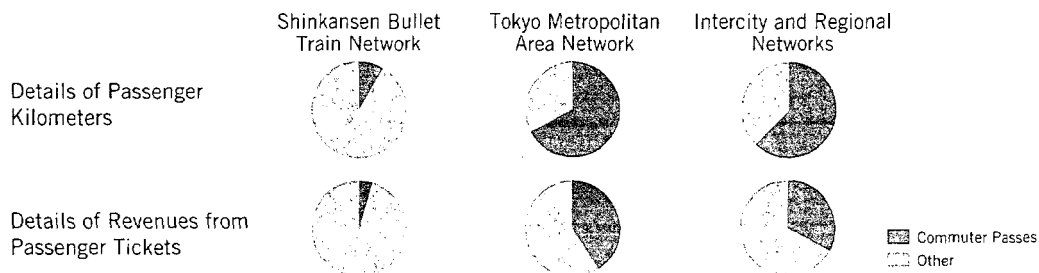 Shinkansen Bullet
Train Network
Tokyo Metropolitan
Area Network
Intercity and Regional
Networks
Details of Passenger
Kilometers
Details of Revenues from
Passenger Tickets
Commuter Passes
Other